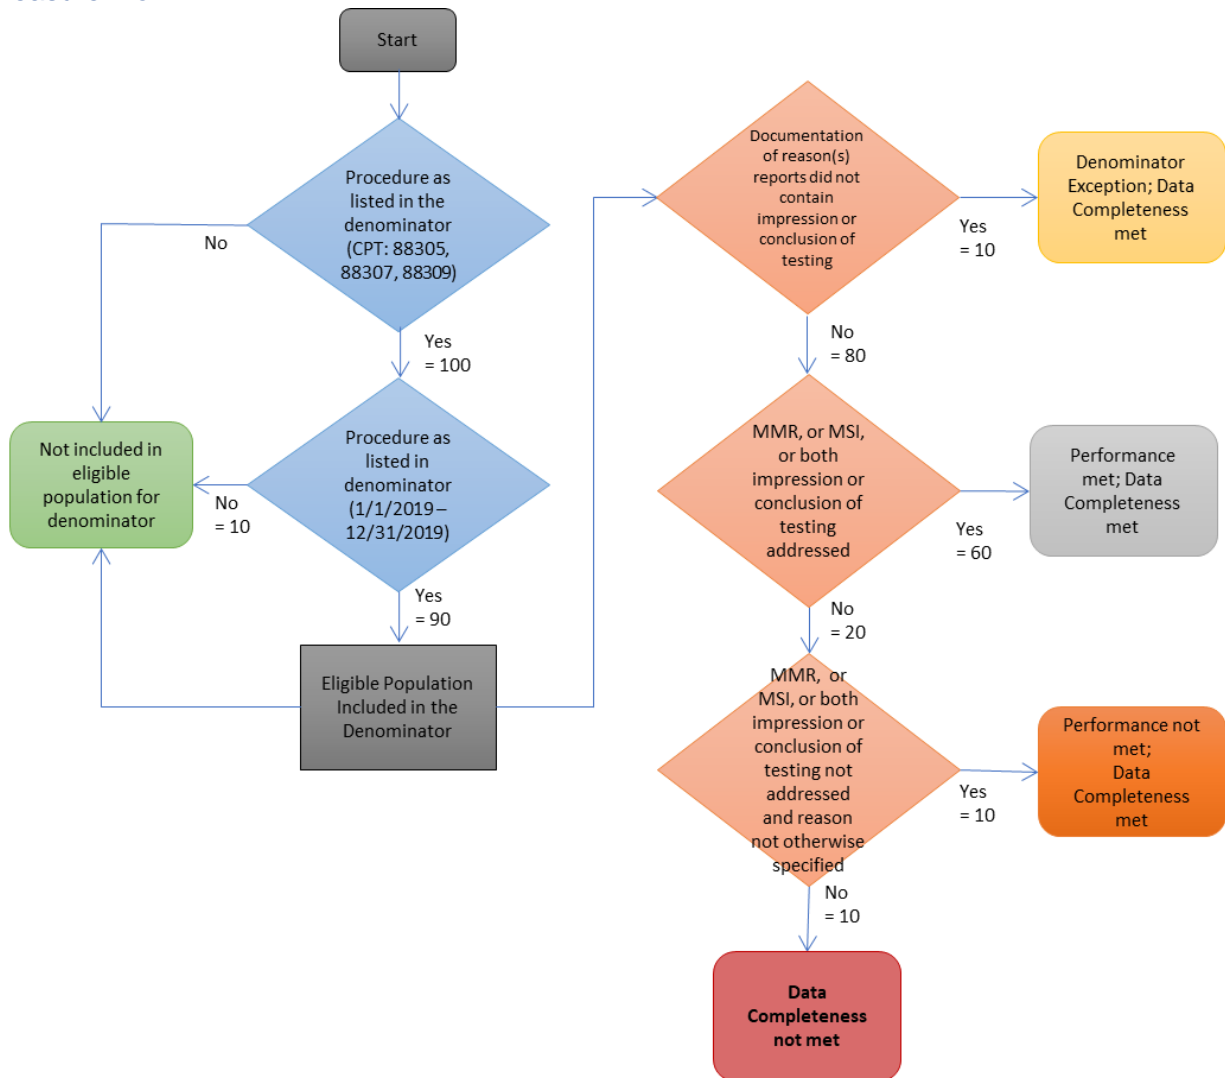 Start
Procedure as
listed in the
denominator
(CPT: 88305,
88307, 88309)
No
Yes
= 100
Procedure as
listed in
denominator
(1/1/2019 –
12/31/2019)
No
= 10
Not included in
eligible
population for
denominator
Yes
= 90
Eligible Population
Included in the
Denominator
Documentation
of reason(s)
reports did not
contain
impression or
conclusion of
testing
Yes
= 10
Denominator
Exception; Data
Completeness
met
No
= 80
MMR, or MSI,
or both
impression or
conclusion of
testing
addressed
Yes
= 60
Performance
met; Data
Completeness
met
No
= 20
MMR, or
MSI, or both
impression or
conclusion of
testing not
addressed
and reason
not otherwise
specified
Yes
= 10
Performance not
met;
Data
Completeness
met
No
= 10
Data
Completeness
not met